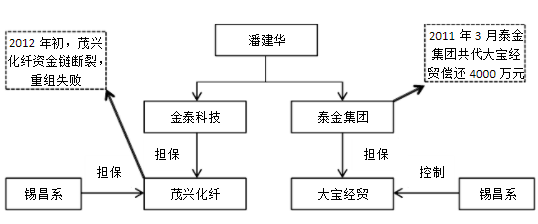 潘建华
2012 年初，茂兴
化纤资金链断裂，
重组失败
2011 年 3 月泰金
集团共代大宝经
贸偿还 4000 万元
金泰科技
泰金集团
担保
担保
担保
控制
锡昌系
茂兴化纤
大宝经贸
锡昌系